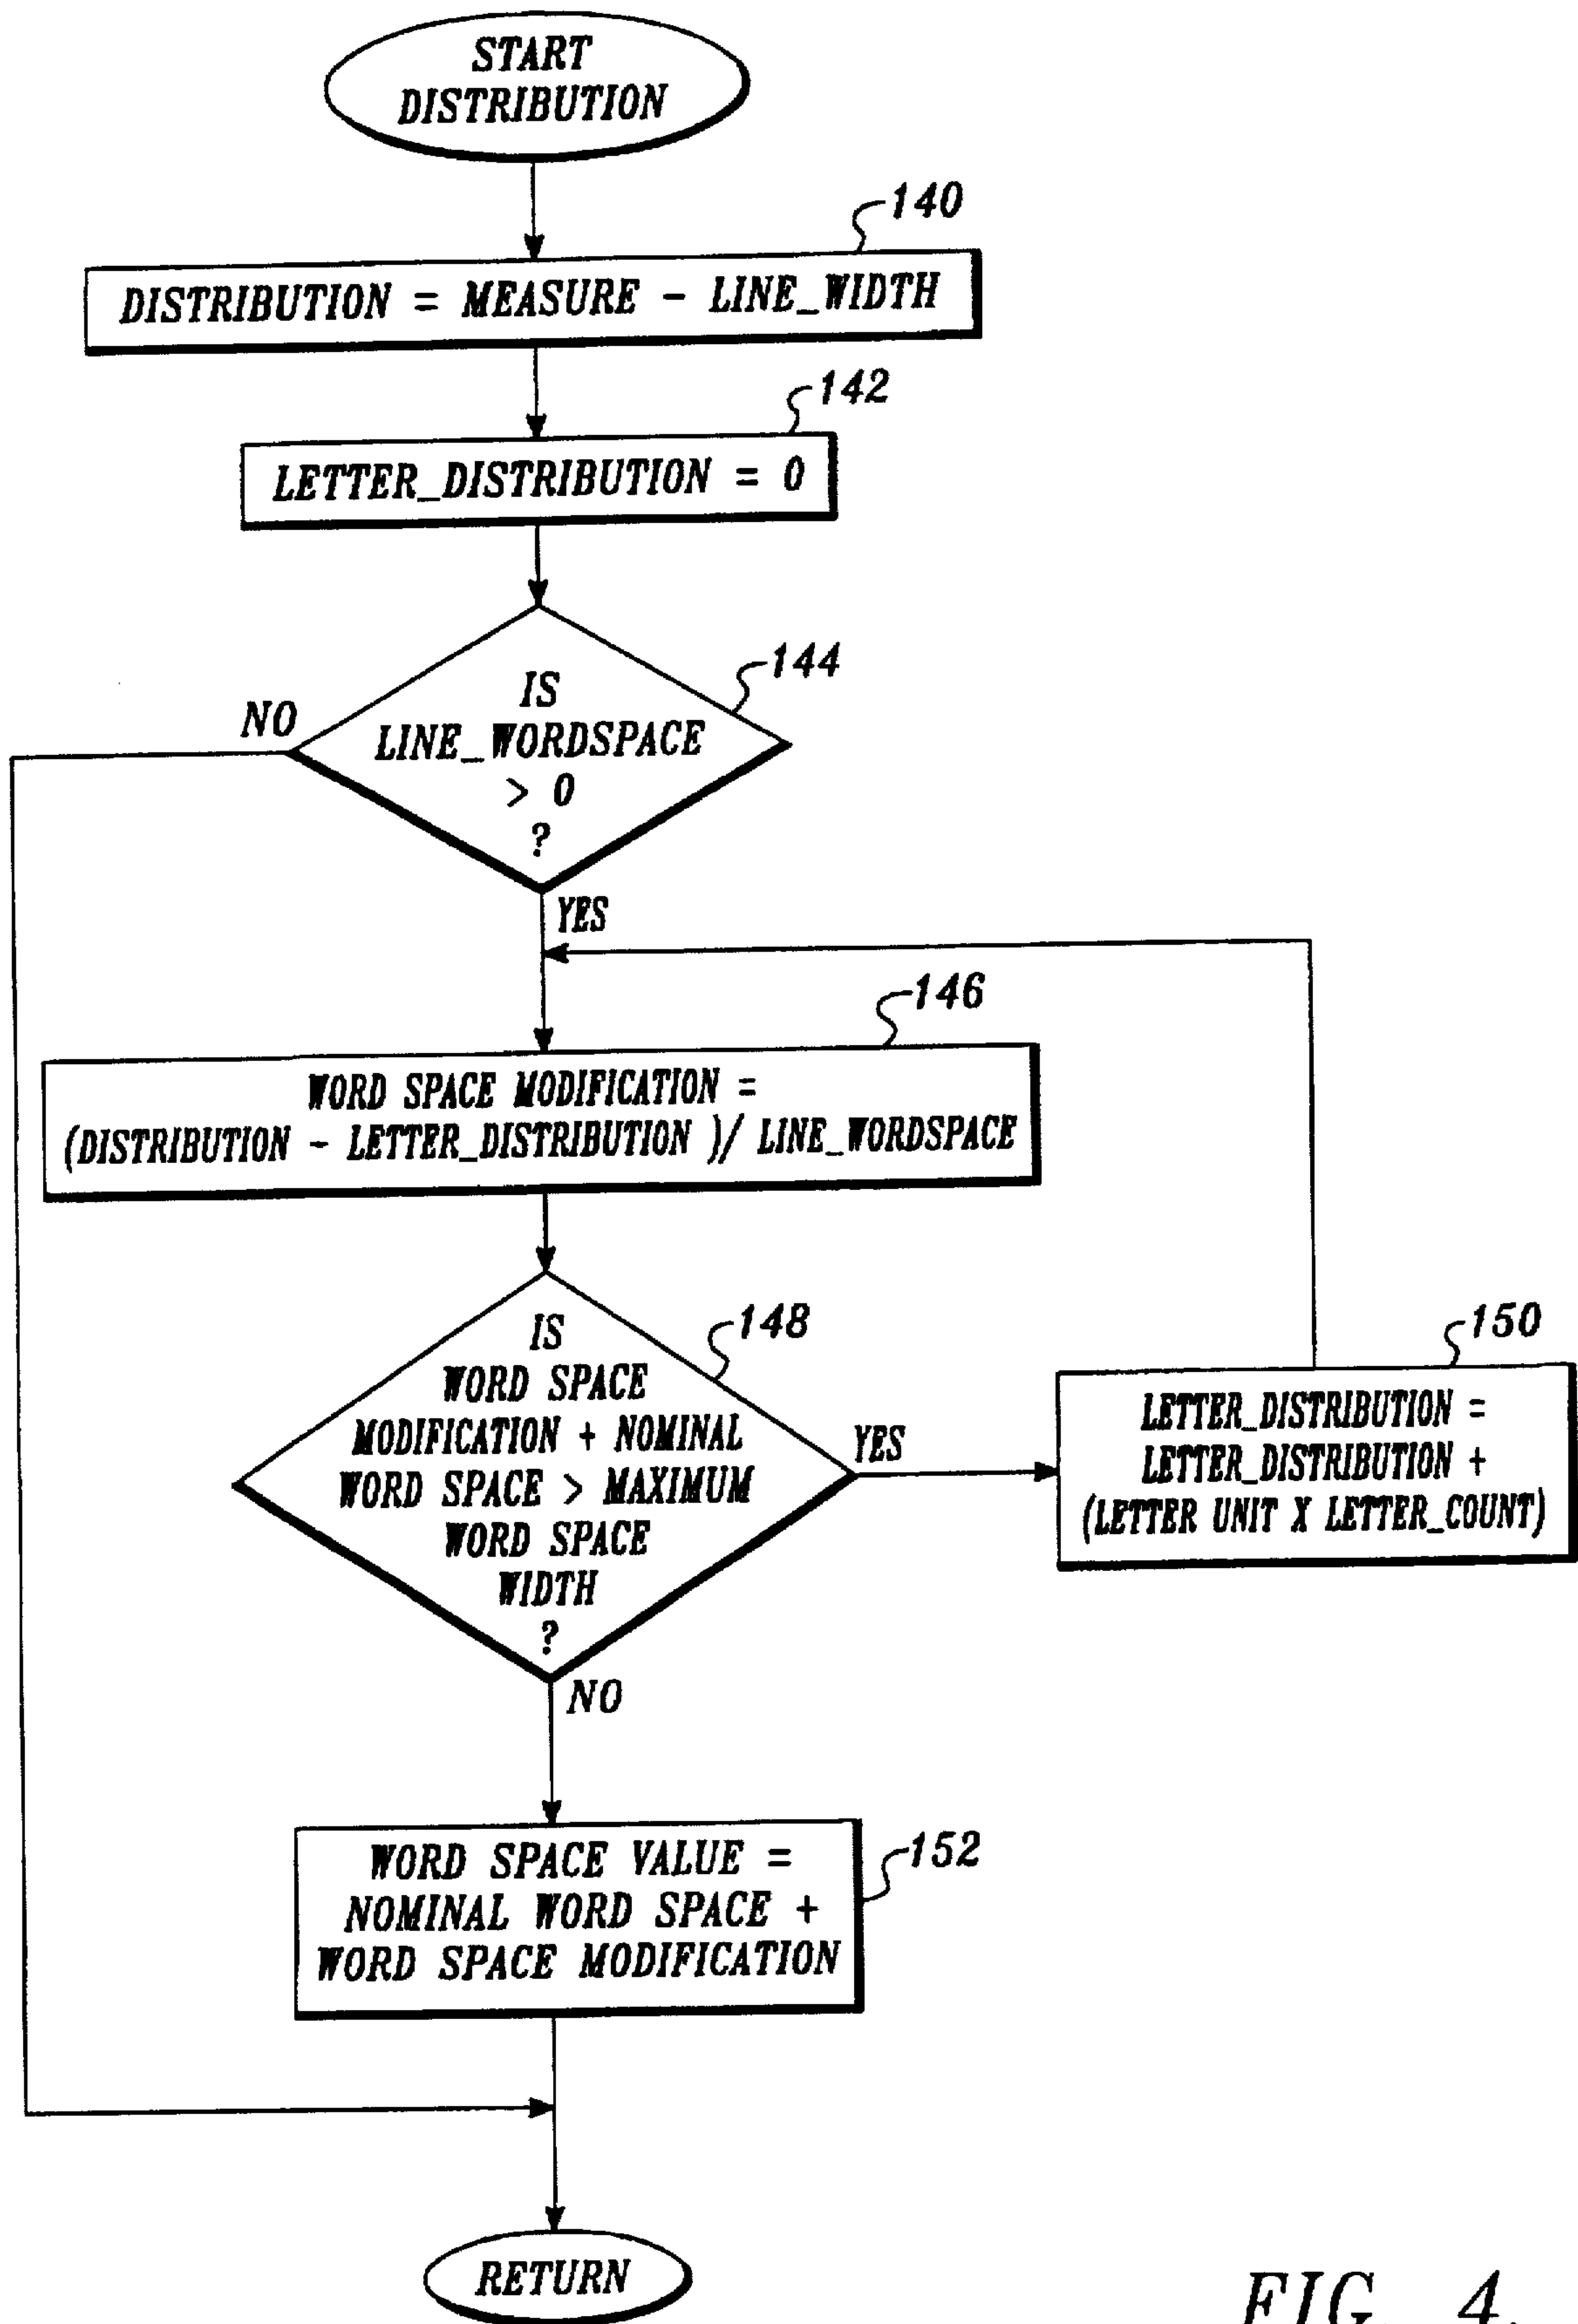 START
DISTRIBUTION
140
DISTRIBUTION = MEASURE - LINE_WIDTH
142
LETTER_DISTRIBUTION = 0
144
IS
LINE_WORDSPACE
> 0
?
NO
YES
146
WORD SPACE MODIFICATION =
(DISTRIBUTION - LETTER_DISTRIBUTION )/ LINE_WORDSPACE
148
IS
WORD SPACE
MODIFICATION + NOMINAL
WORD SPACE > MAXIMUM
WORD SPACE
WIDTH
?
YES
NO
150
LETTER_DISTRIBUTION =
LETTER_DISTRIBUTION +
(LETTER UNIT X LETTER_COUNT)
152
WORD SPACE VALUE =
NOMINAL WORD SPACE +
WORD SPACE MODIFICATION
RETURN
FIG. 4.